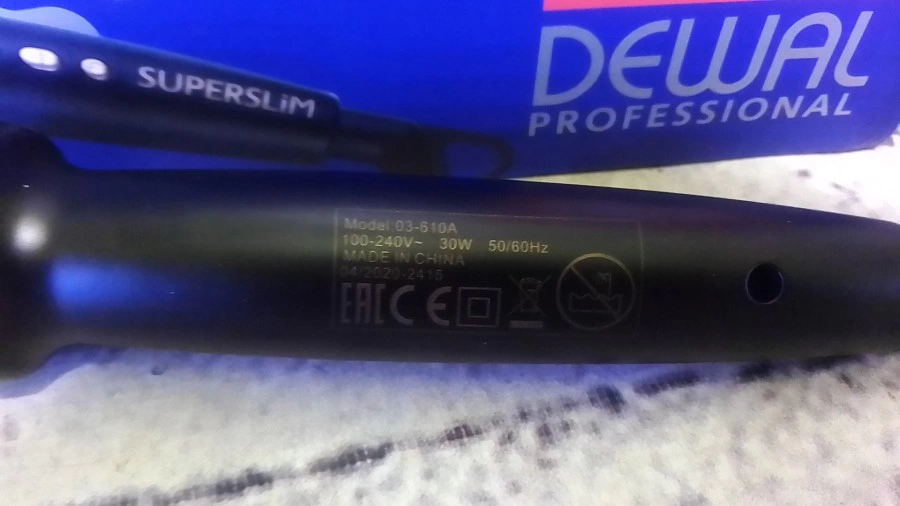 DEWAL
PROFESSIONAL
SUPERSLIM
Model 03-610A
100-240V~ 30W 50/60Hz
MADE IN CHINA
04/2020-2415
EAC CE